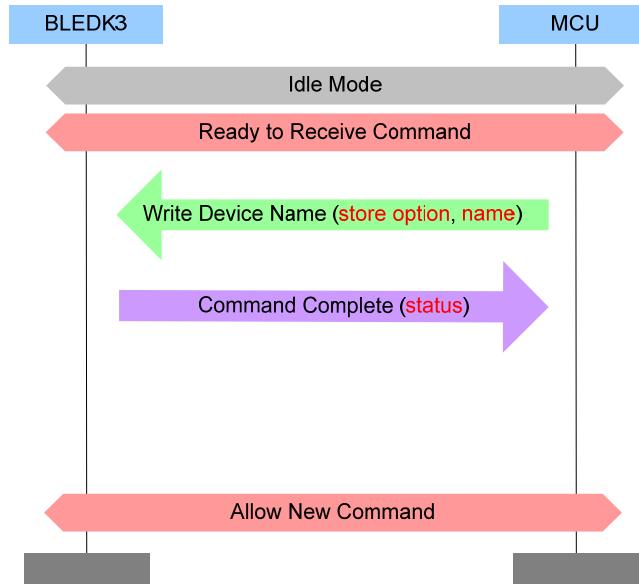 BLEDK3
MCU
Idle Mode
Ready to Receive Command
Write Device Name (store option, name)
Command Complete (status)
Allow New Command